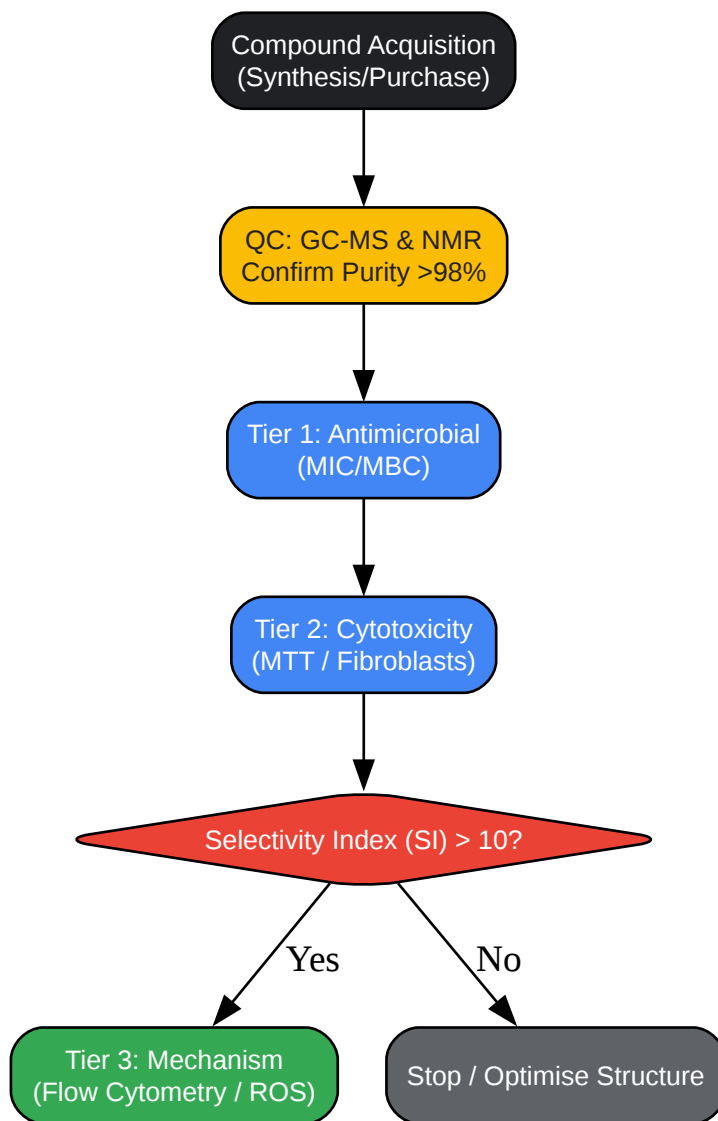 Compound Acquisition
(Synthesis/Purchase)
QC: GC-MS & NMR
Confirm Purity >98%
Tier 1: Antimicrobial
(MIC/MBC)
Tier 2: Cytotoxicity
(MTT / Fibroblasts)
Selectivity Index (SI) > 10?
Yes
No
Tier 3: Mechanism
(Flow Cytometry / ROS)
Stop / Optimise Structure